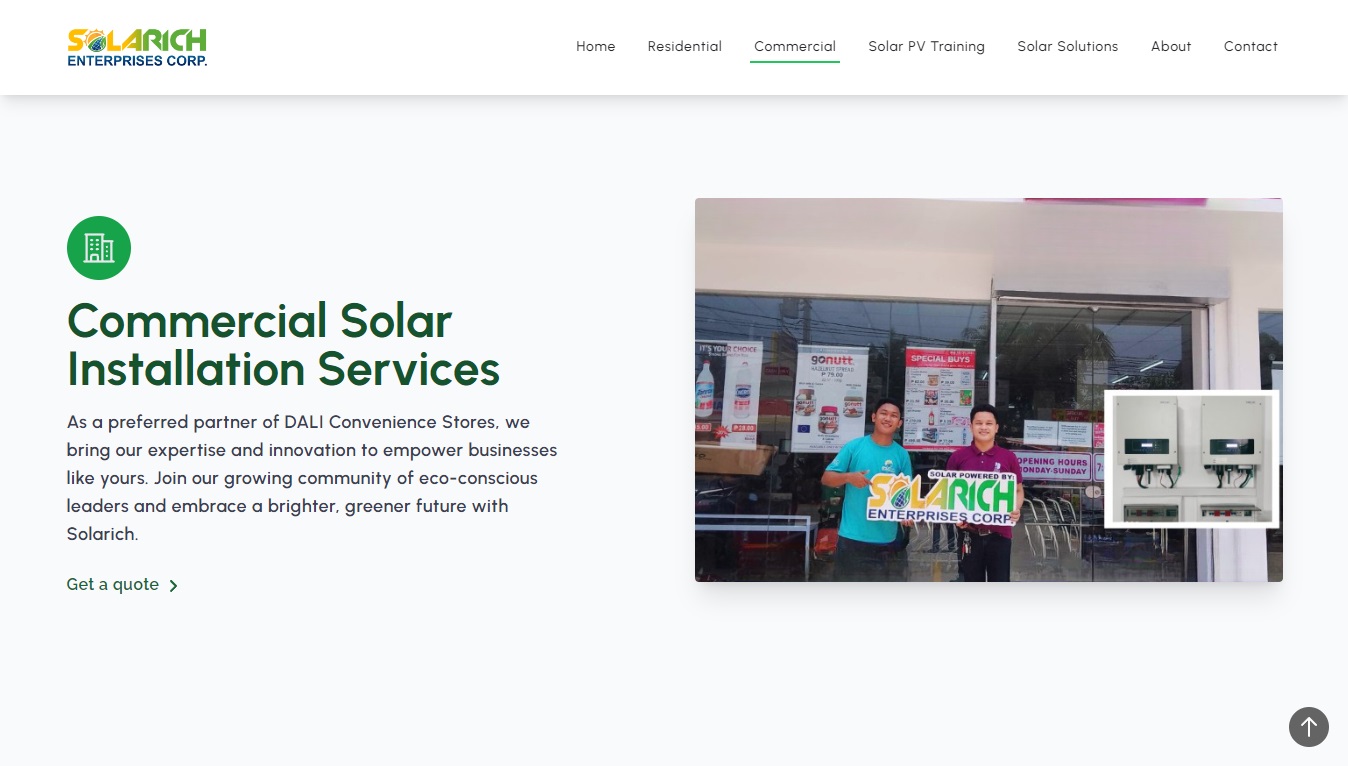 SOLARICH
ENTERPRISES CORP.
Home
Residential
Commercial
Solar PV Training
Solar Solutions
About
Contact
Commercial Solar
Installation Services
As a preferred partner of DALI Convenience Stores, we
bring our expertise and innovation to empower businesses
like yours. Join our growing community of eco-conscious
leaders and embrace a brighter, greener future with
Solarich.
Get a quote
IT'S YOUR CHOICE
gonutt
HAZELNUT SPREAD
₱ 79.00
SPECIAL BUYS
OPENING HOURS
MONDAY-SUNDAY
SOLAR POWERED BY:
SOLARICH
ENTERPRISES CORP.